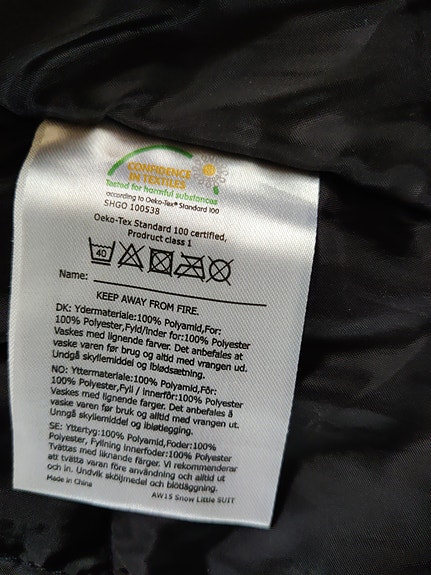 CONFIDENCE
IN TEXTILES
Tested for harmful substances
according to Oeko-Tex® Standard 100
SHGO 100538
Oeko-Tex Standard 100 certified,
Product class 1
40
Name:
KEEP AWAY FROM FIRE.
DK: Ydermateriale:100% Polyamid,For:
100% Polyester,Fyld/Inder for:100% Polyester
Vaskes med lignende farver. Det anbefales at
vaske varen før brug og altid med vrangen ud.
Undgå skyllemiddel og iblødsætning.
NO: Yttermateriale:100% Polyamid,Fôr:
100% Polyester,Fyll / Innerfôr:100% Polyester
Vaskes med lignende farger. Det anbefales å
vaske varen før bruk og alltid med vrangen ut.
Unngå skyllemiddel og ibløtlegging.
SE: Yttertyg:100% Polyamid,Foder:100%
Polyester, Fyllning Innerfoder:100% Polyester
Tvättas med liknande färger. Vi rekommenderar
att tvätta varan före användning och alltid ut
och in. Undvik sköljmedel och blötläggning.
Made in China
AW15 Snow Little SUIT